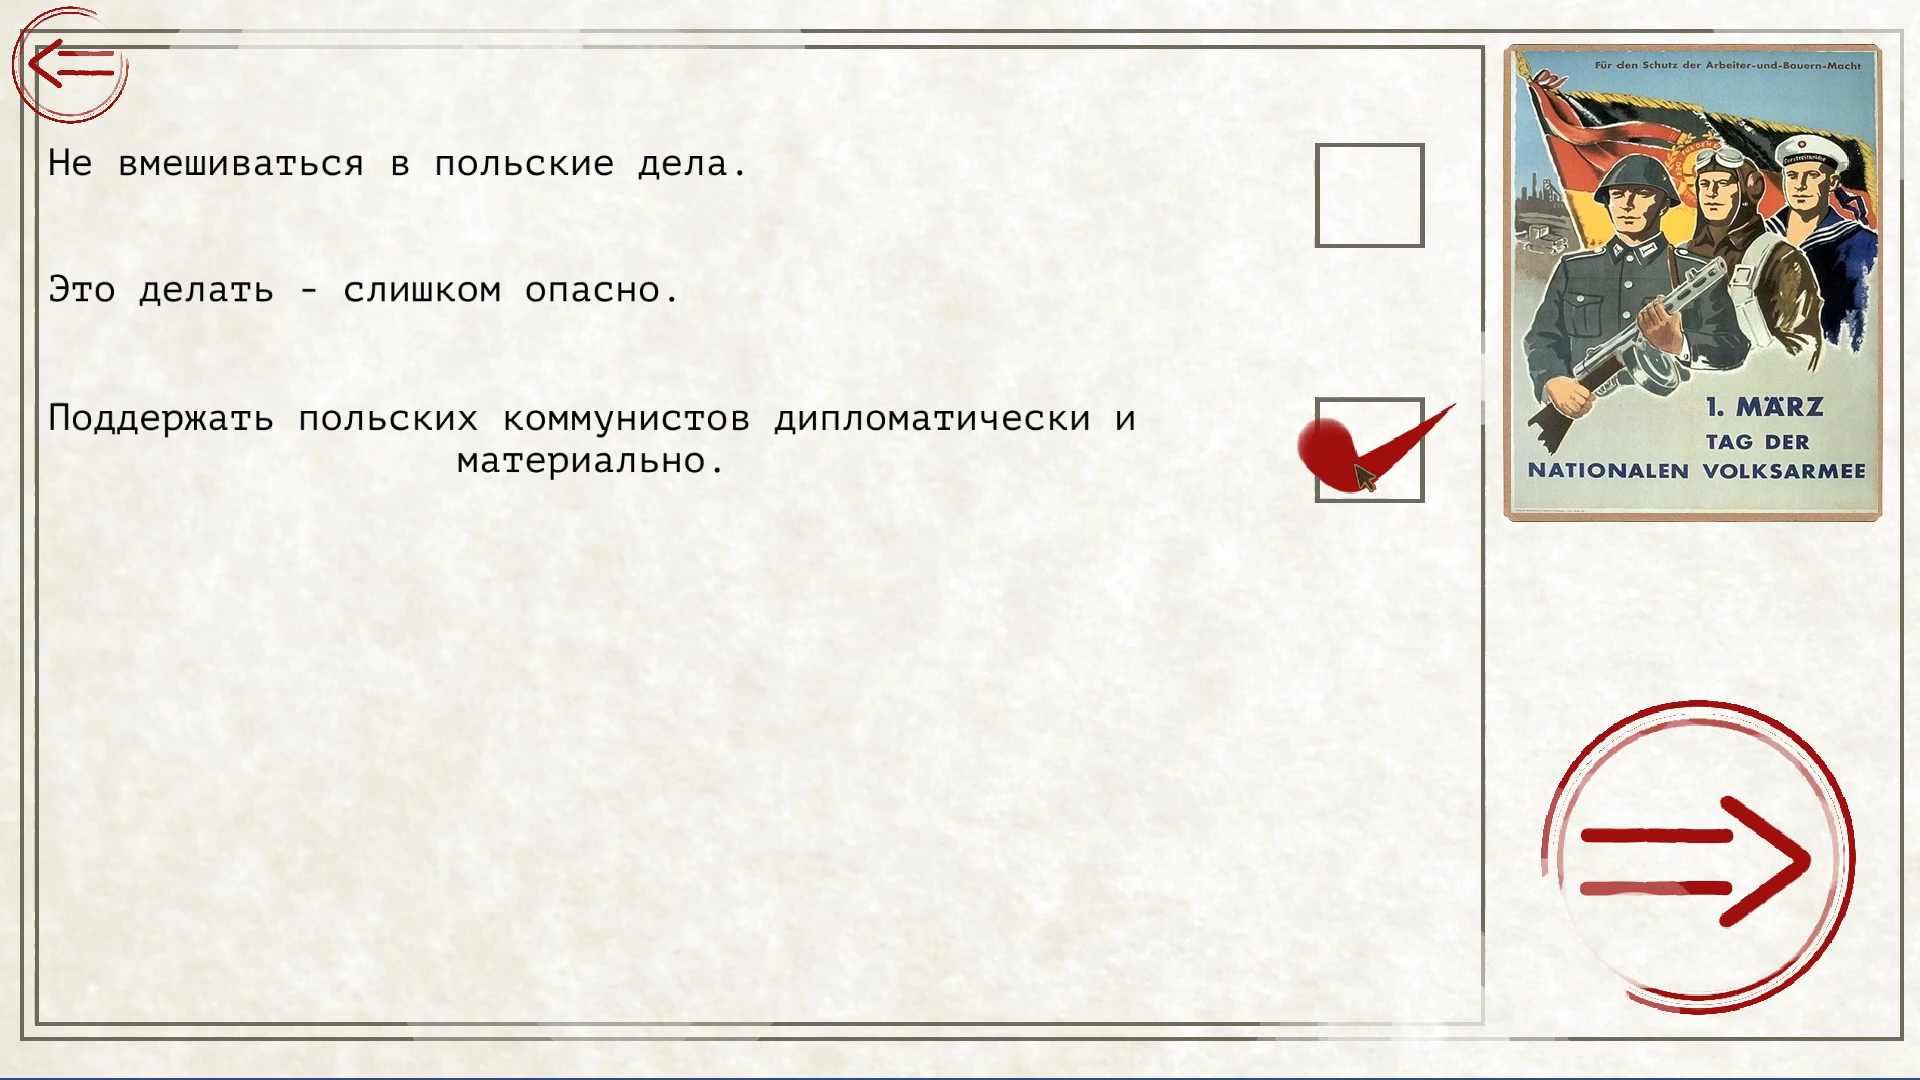 Не вмешиваться в польские дела.
Это делать - слишком опасно.
Поддержать польских коммунистов дипломатически и
материально.
Für den Schutz der Arbeiter-und-Bauern-Macht
1. MÄRZ
TAG DER
NATIONALEN VOLKSARMEE